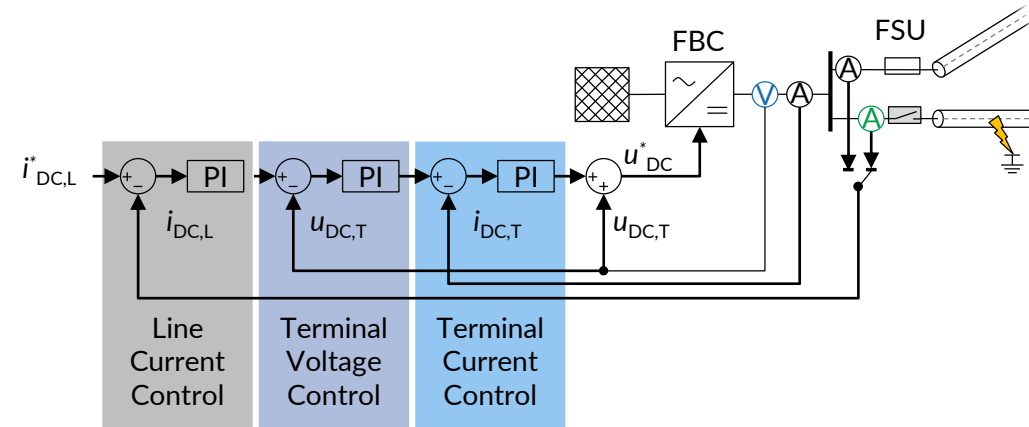 FBC
FSU
V
A
A
A
i*DC,L
+
−
PI
+
−
PI
+
−
PI
+
+
u*DC
iDC,L
uDC,T
iDC,T
uDC,T
Line
Current
Control
Terminal
Voltage
Control
Terminal
Current
Control